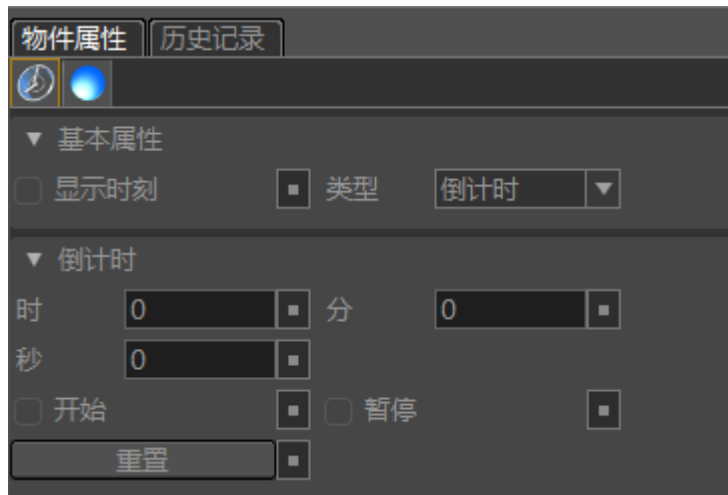 物件属性 历史记录
基本属性
显示时刻 类型 倒计时
倒计时
时 0 分 0
秒 0
开始 暂停
重置